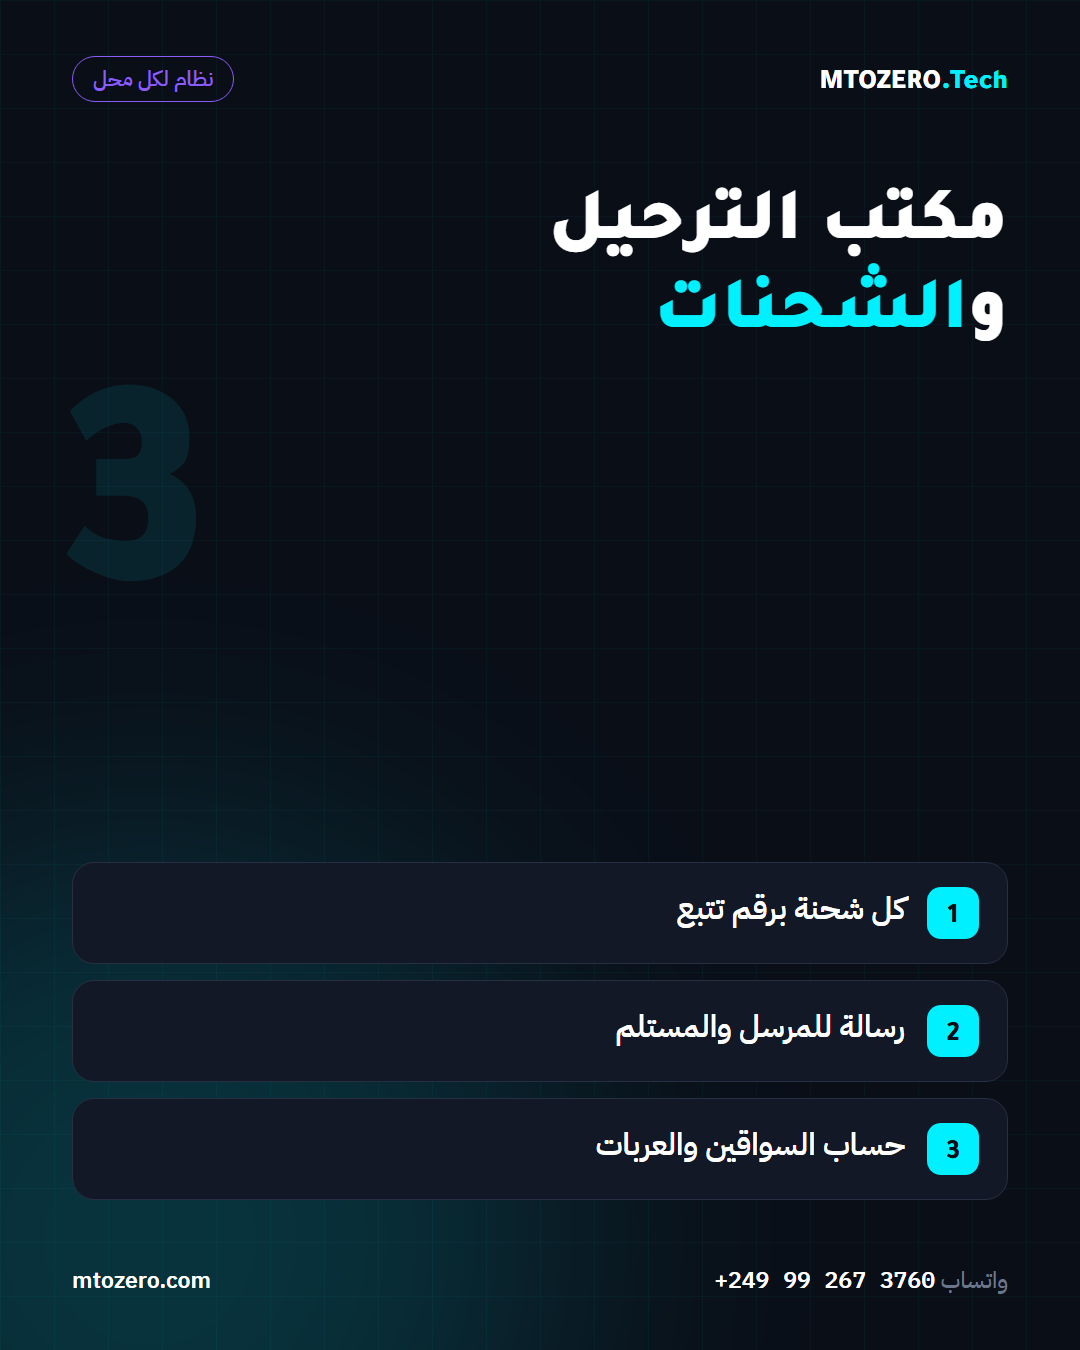 MTOZERO.Tech
نظام لكل محل
مكتب الترحيل
والشحنات
3
1 كل شحنة برقم تتبع
2 رسالة للمرسل والمستلم
3 حساب السواقين والعربات
واتساب +249 99 267 3760
mtozero.com